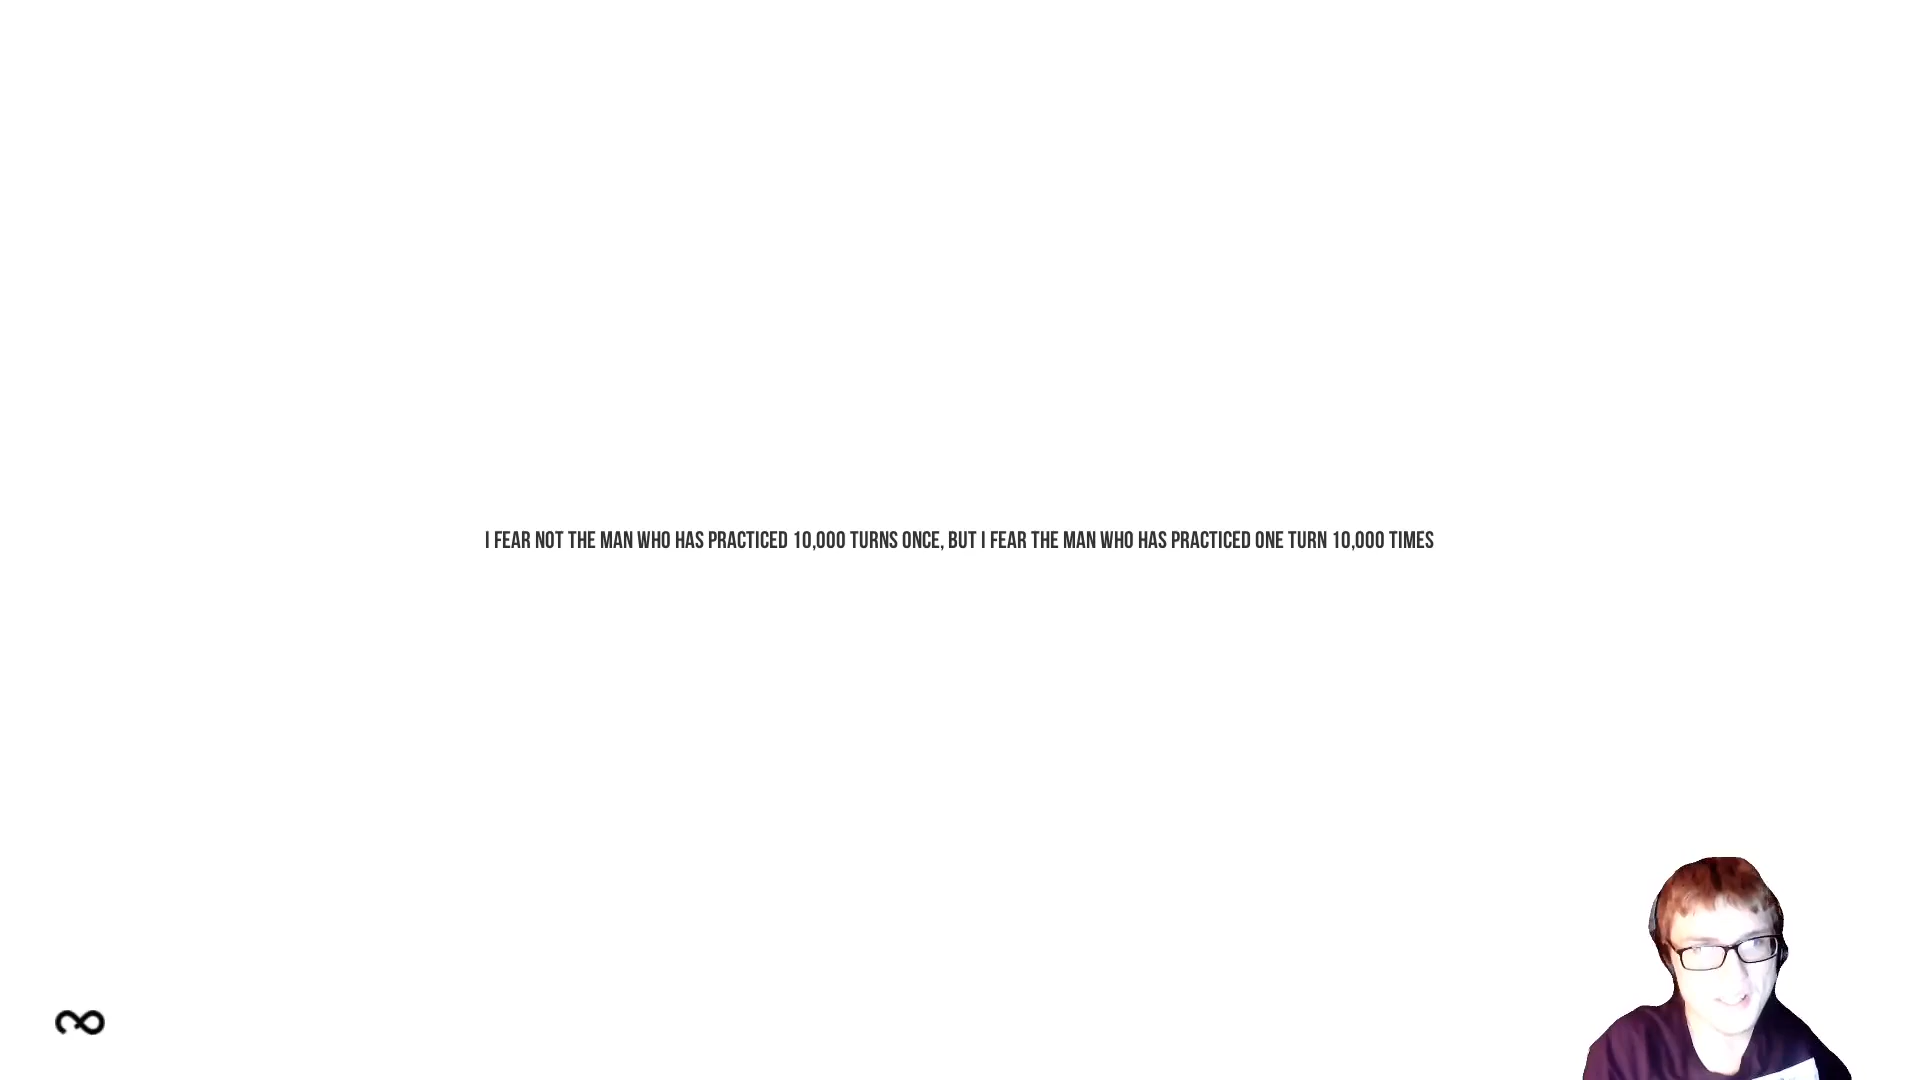 I FEAR NOT THE MAN WHO HAS PRACTICED 10,000 TURNS ONCE, BUT I FEAR THE MAN WHO HAS PRACTICED ONE TURN 10,000 TIMES